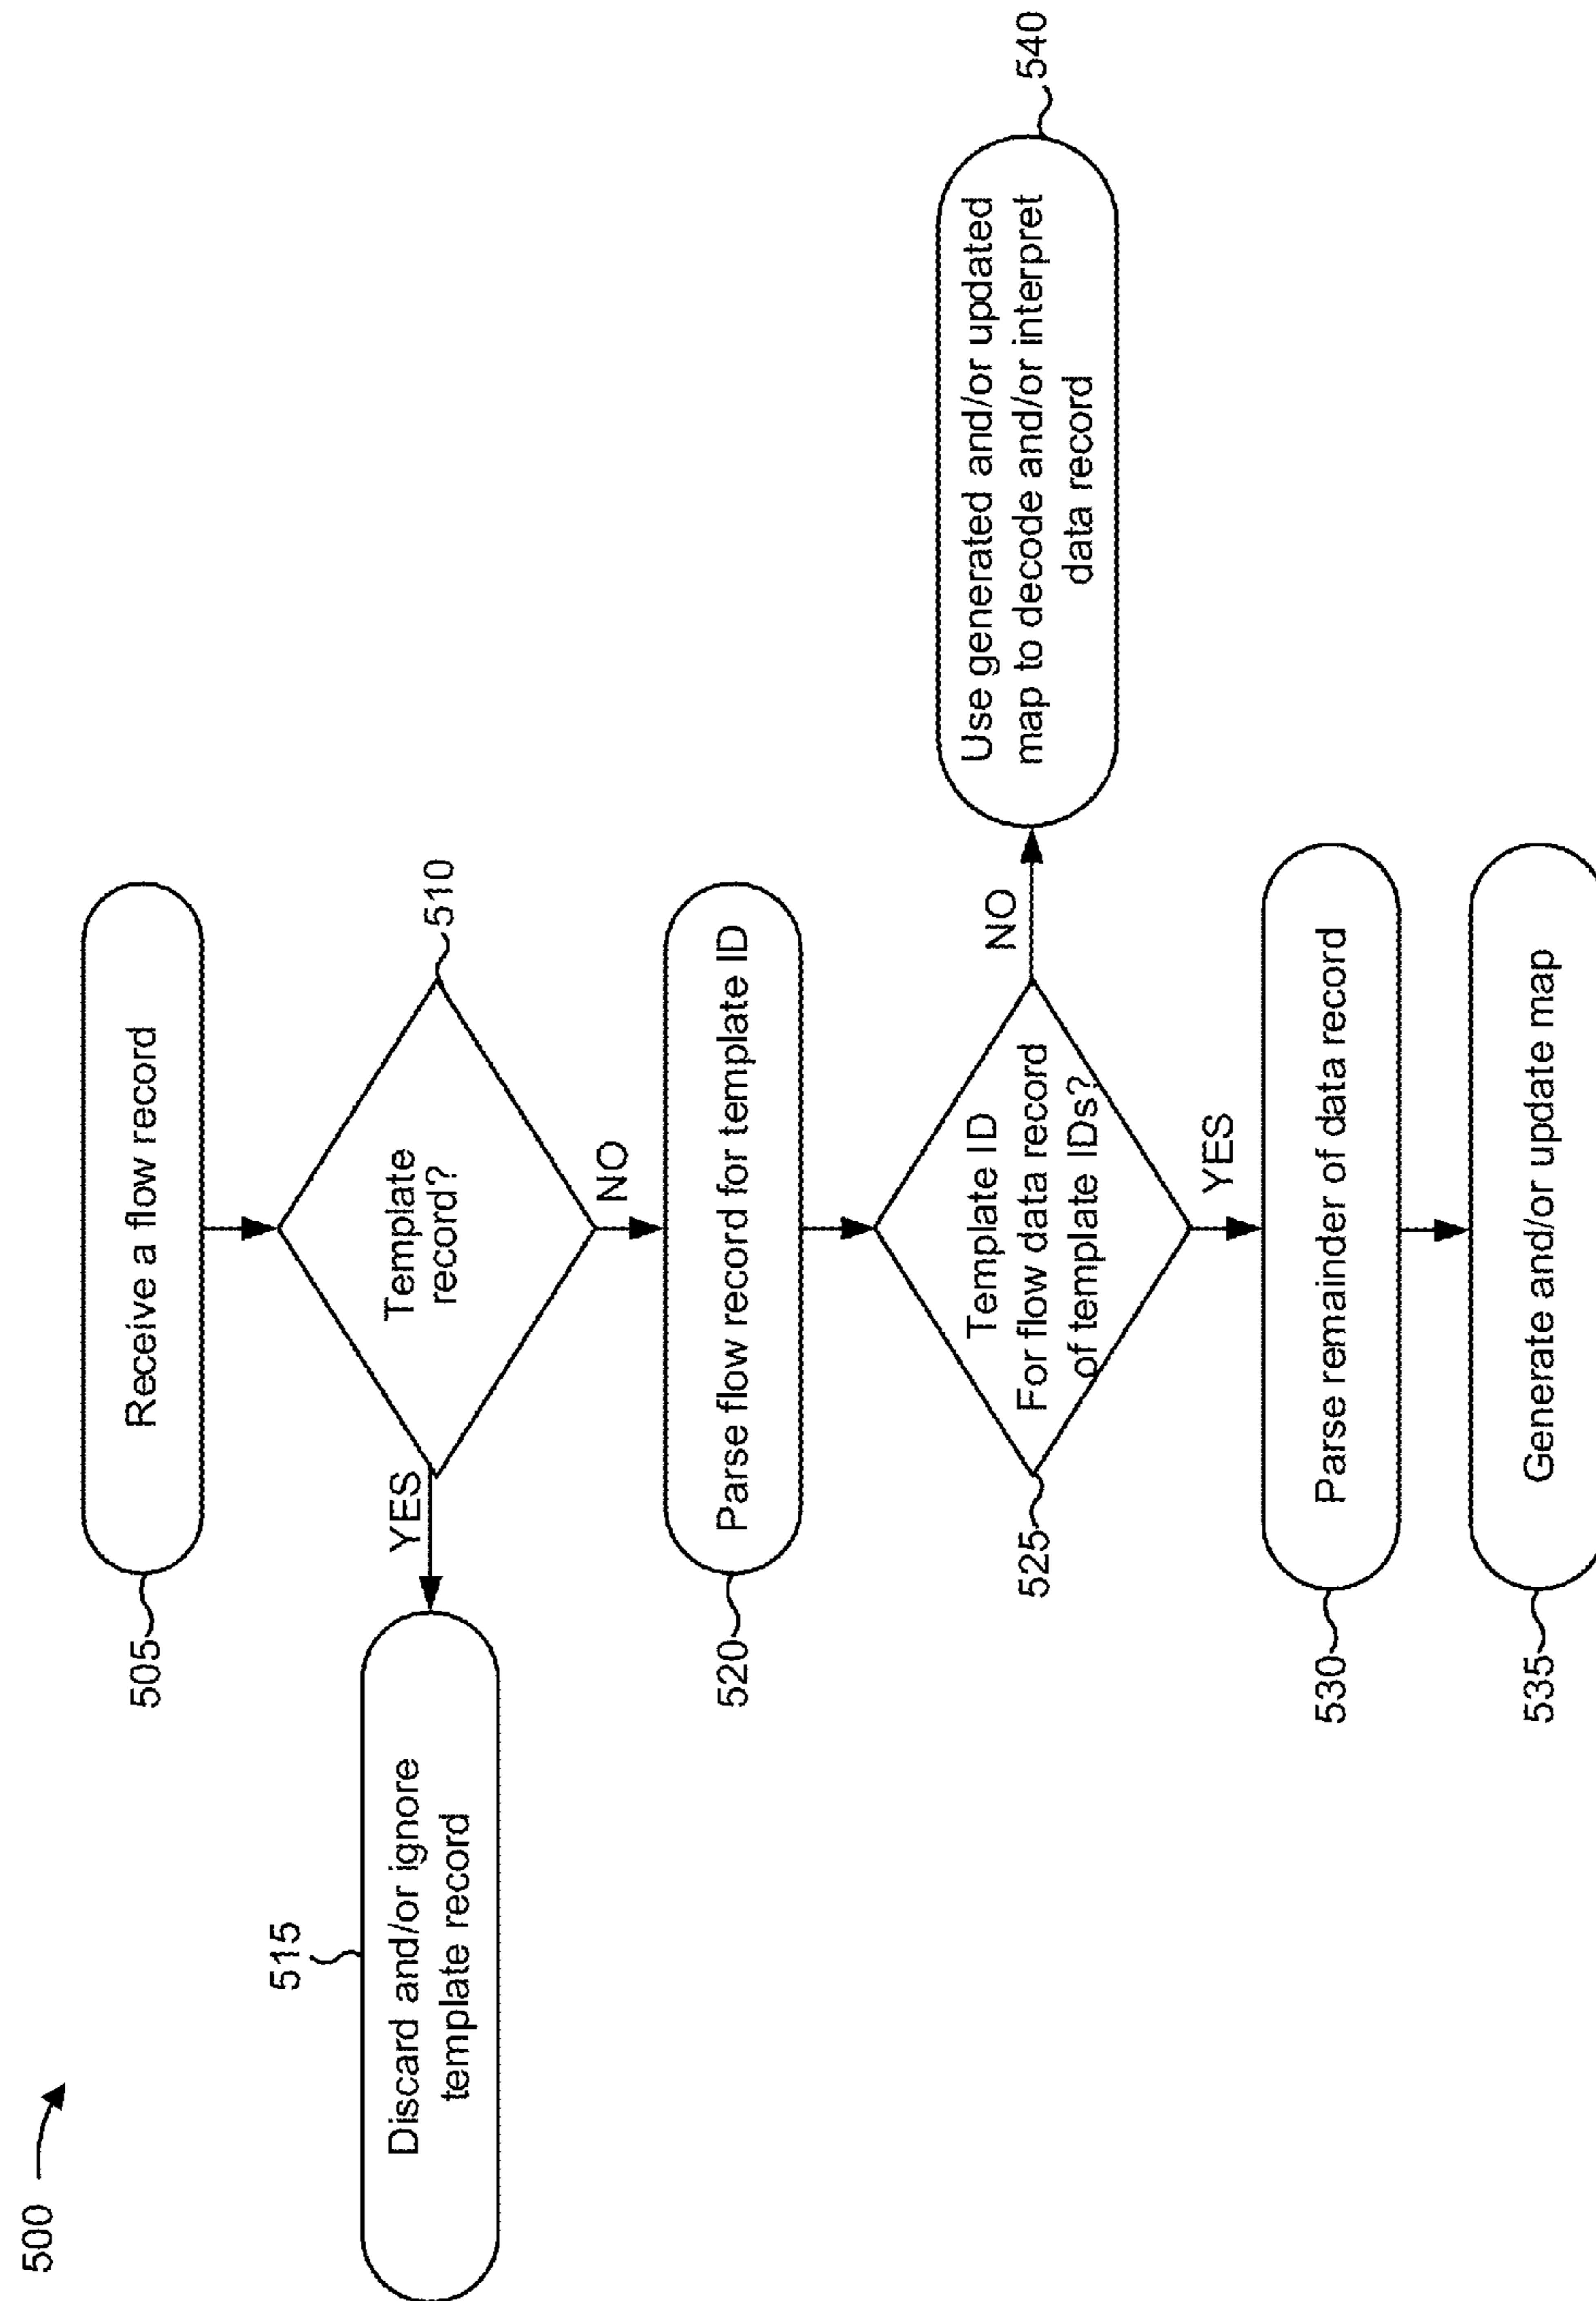 500
Receive a flow record
505
Template
record?
510
YES
Discard and/or ignore
template record
515
NO
Parse flow record for template ID
520
Template ID
For flow data record
of template IDs?
525
NO
Use generated and/or updated
map to decode and/or interpret
data record
540
YES
Parse remainder of data record
530
Generate and/or update map
535